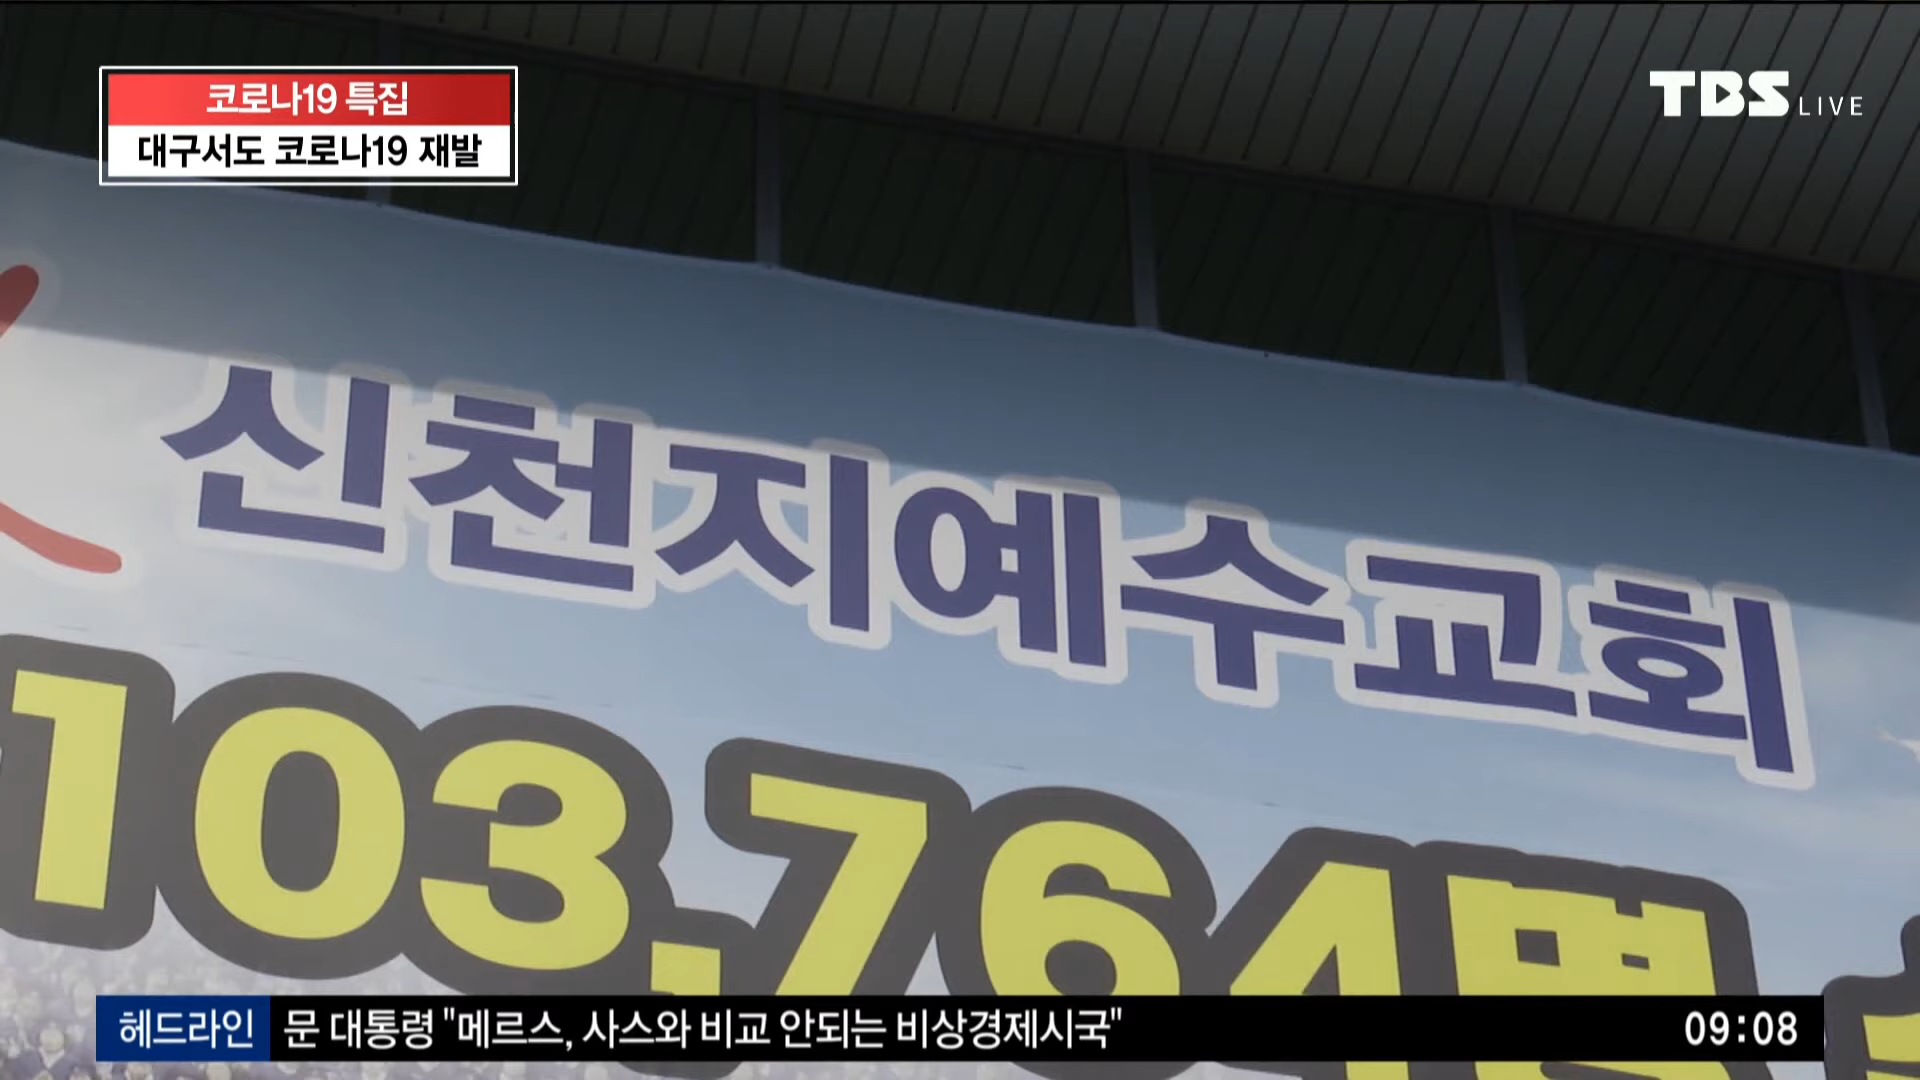 코로나19 특집
대구서도 코로나19 재발
TBS LIVE
신천지예수교회
103,764명
헤드라인 문 대통령 "메르스, 사스와 비교 안되는 비상경제시국" 09:08